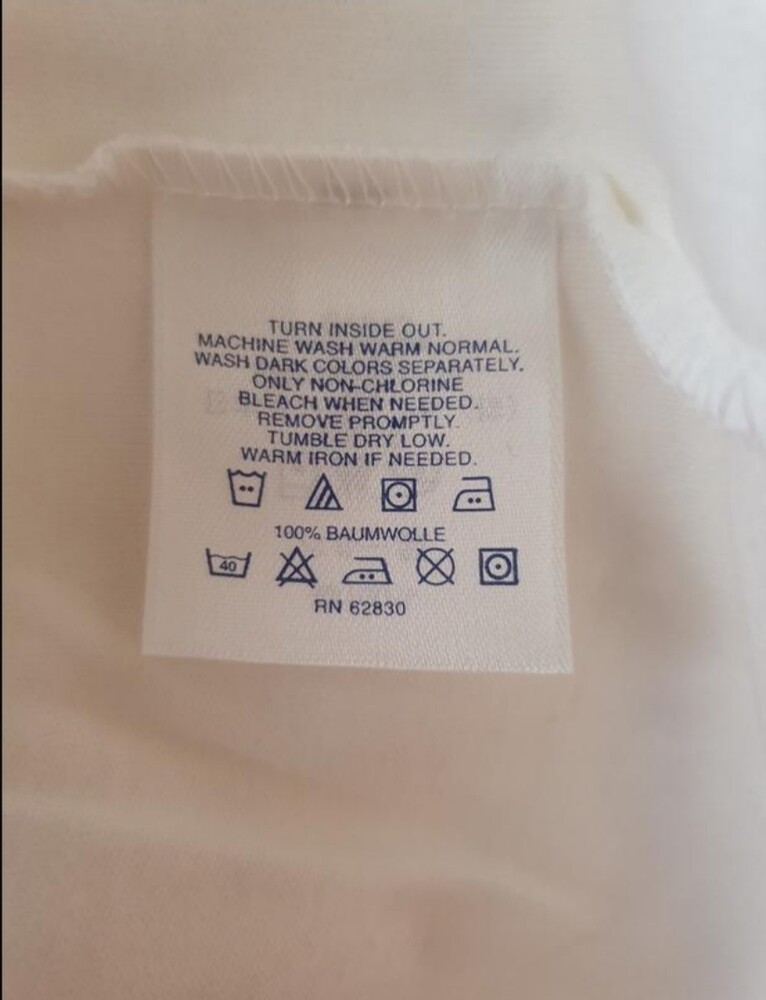 TURN INSIDE OUT.
MACHINE WASH WARM NORMAL.
WASH DARK COLORS SEPARATELY.
ONLY NON-CHLORINE
BLEACH WHEN NEEDED.
REMOVE PROMPTLY.
TUMBLE DRY LOW.
WARM IRON IF NEEDED.
100% BAUMWOLLE
40
RN 62830